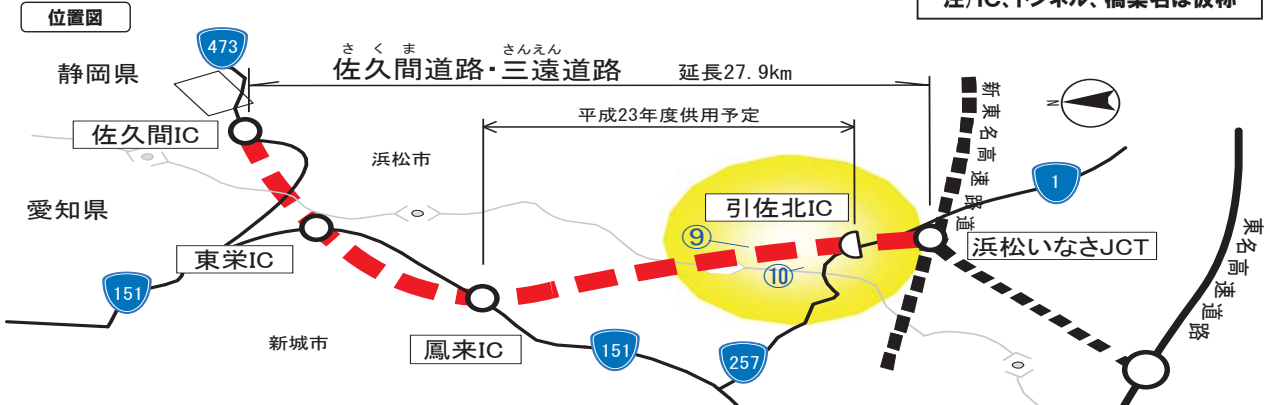 位置図
注)IC、トンネル、橋梁名は仮称
473
静岡県
さくま
さんえん
佐久間道路・三遠道路 延長27.9km
平成23年度供用予定
新東名高速道路
N
佐久間IC
浜松市
1
愛知県
引佐北IC
⑨
東栄IC
浜松いなさJCT
⑩
東名高速道路
151
新城市
鳳来IC
151
257